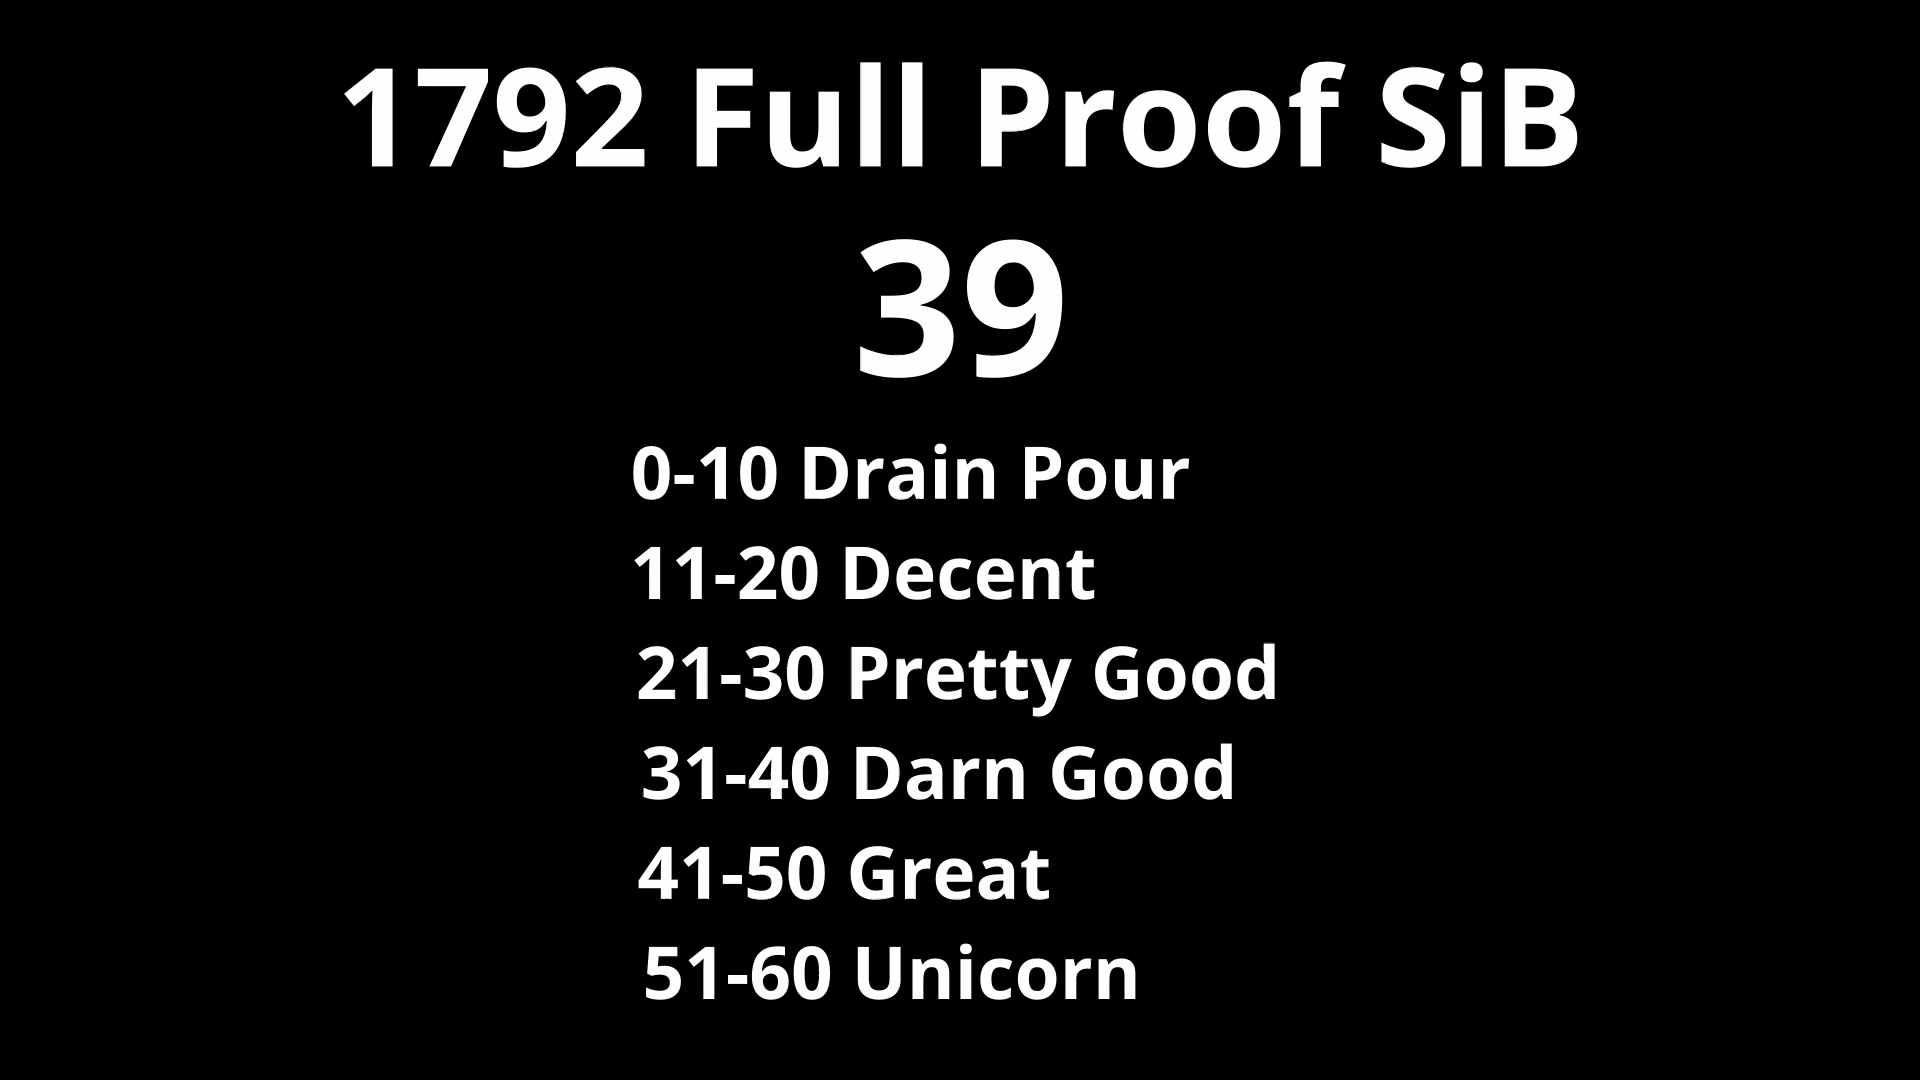 1792 Full Proof SiB
39
0-10 Drain Pour
11-20 Decent
21-30 Pretty Good
31-40 Darn Good
41-50 Great
51-60 Unicorn